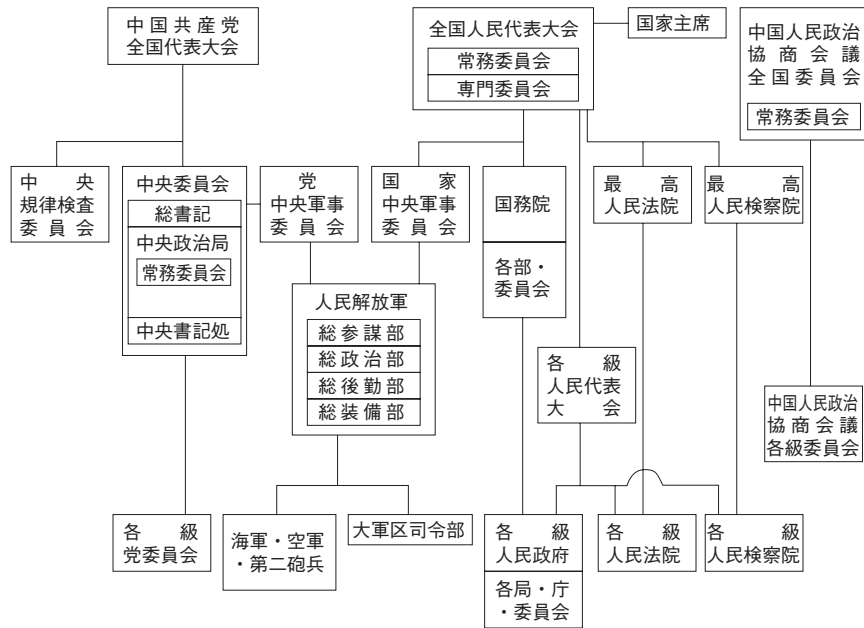 中国共産党
全国代表大会
全国人民代表大会
常務委員会
専門委員会
国家主席
中国人民政治
協商会議
全国委員会
常務委員会
中央
規律検査
委員会
中央委員会
総書記
中央政治局
常務委員会
中央書記処
党
中央軍事
委員会
国家
中央軍事
委員会
国務院
各部・
委員会
最高
人民法院
最高
人民検察院
人民解放軍
総参謀部
総政治部
総後勤部
総装備部
各級
人民代表
大会
中国人民政治
協商会議
各級委員会
各級
党委員会
海軍・空軍
・第二砲兵
大軍区司令部
各級
人民政府
各局・庁
・委員会
各級
人民法院
各級
人民検察院